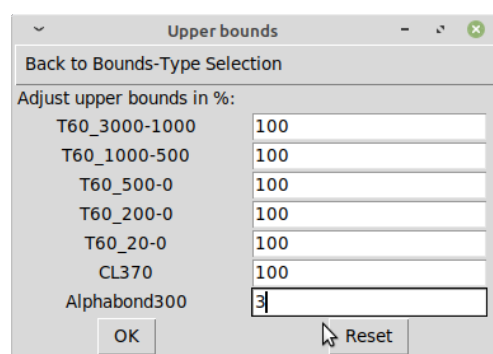 Upper bounds
Back to Bounds-Type Selection
Adjust upper bounds in %:
T60_3000-1000 100
T60_1000-500 100
T60_500-0 100
T60_200-0 100
T60_20-0 100
CL370 100
Alphabond300 3
OK Reset